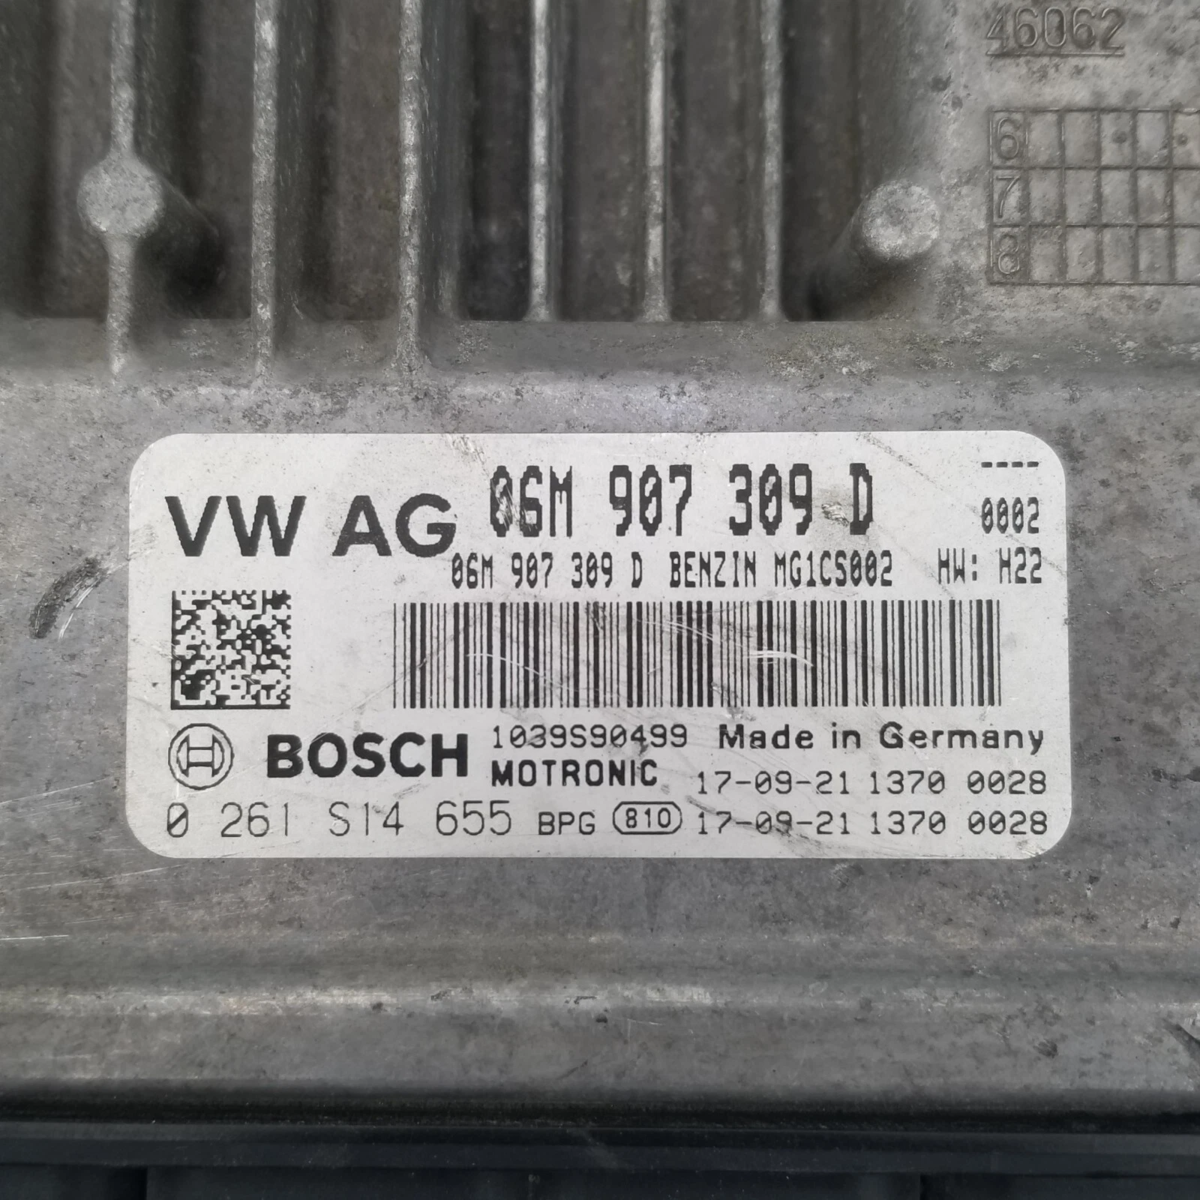 46062
6
7
8
VW AG 06M 907 309 D ----
0002
06M 907 309 D BENZIN MG1CS002 HW: H22
BOSCH 1039S90499 Made in Germany
MOTRONIC 17-09-21 1370 0028
0 261 S14 655 BPG 810 17-09-21 1370 0028